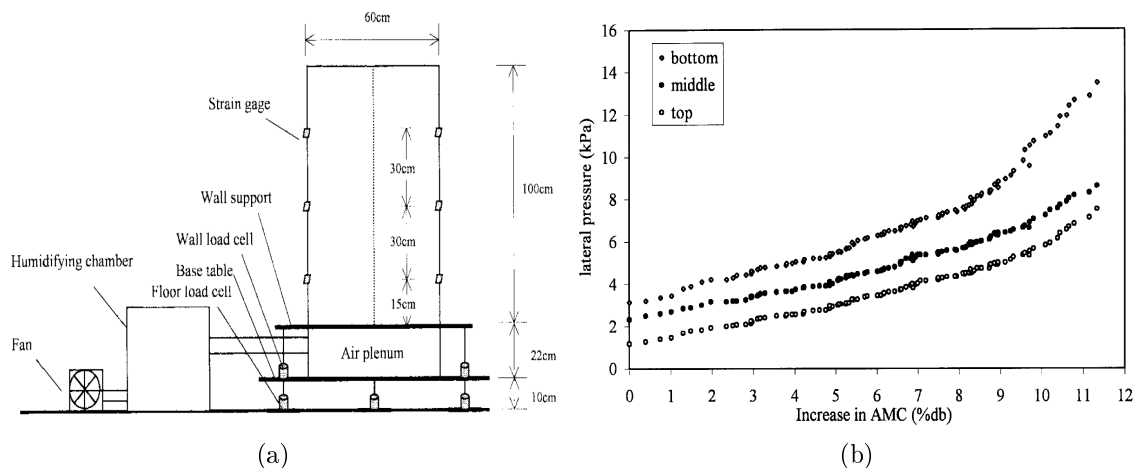 60cm
Strain gage
30cm
100cm
Wall support
Wall load cell
30cm
Humidifying chamber
Base table
Floor load cell
15cm
Fan
Air plenum
22cm
10cm
(a)
16
14
12
10
8
6
4
2
0
lateral pressure (kPa)
bottom
middle
top
0 1 2 3 4 5 6 7 8 9 10 11 12
Increase in AMC (%db)
(b)